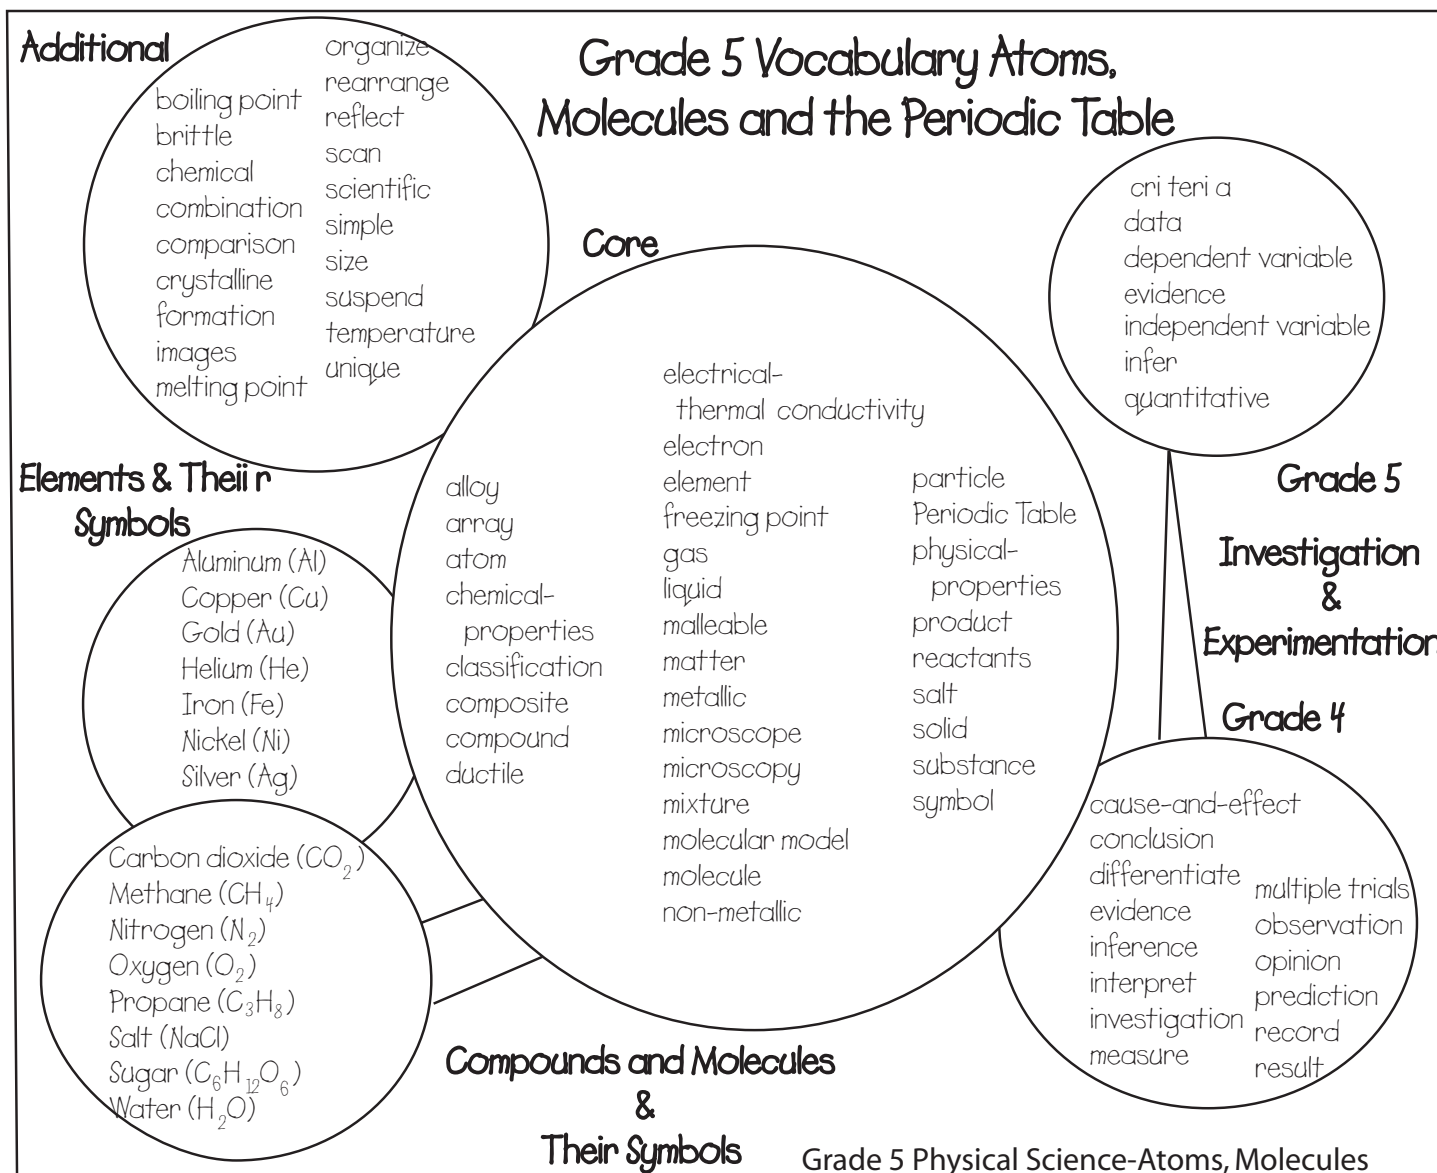 Grade 5 Vocabulary Atoms,
Molecules and the Periodic Table
Additional
boiling point
brittle
chemical
combination
comparison
crystalline
formation
images
melting point
organize
rearrange
reflect
scan
scientific
simple
size
suspend
temperature
unique
Core
alloy
array
atom
chemical-
properties
classification
composite
compound
ductile
electrical-
thermal conductivity
electron
element
freezing point
gas
liquid
malleable
matter
metallic
microscope
microscopy
mixture
molecular model
molecule
non-metallic
particle
Periodic Table
physical-
properties
product
reactants
salt
solid
substance
symbol
cri teri a
data
dependent variable
evidence
independent variable
infer
quantitative
Grade 5
Investigation
&
Experimentation
Grade 4
cause-and-effect
conclusion
differentiate
evidence
inference
interpret
investigation
measure
multiple trials
observation
opinion
prediction
record
result
Elements & Theii r
Symbols
Aluminum (Al)
Copper (Cu)
Gold (Au)
Helium (He)
Iron (Fe)
Nickel (Ni)
Silver (Ag)
Carbon dioxide (CO₂)
Methane (CH₄)
Nitrogen (N₂)
Oxygen (O₂)
Propane (C₃H₈)
Salt (NaCl)
Sugar (C₆H₁₂O₆)
Water (H₂O)
Compounds and Molecules
&
Their Symbols
Grade 5 Physical Science-Atoms, Molecules